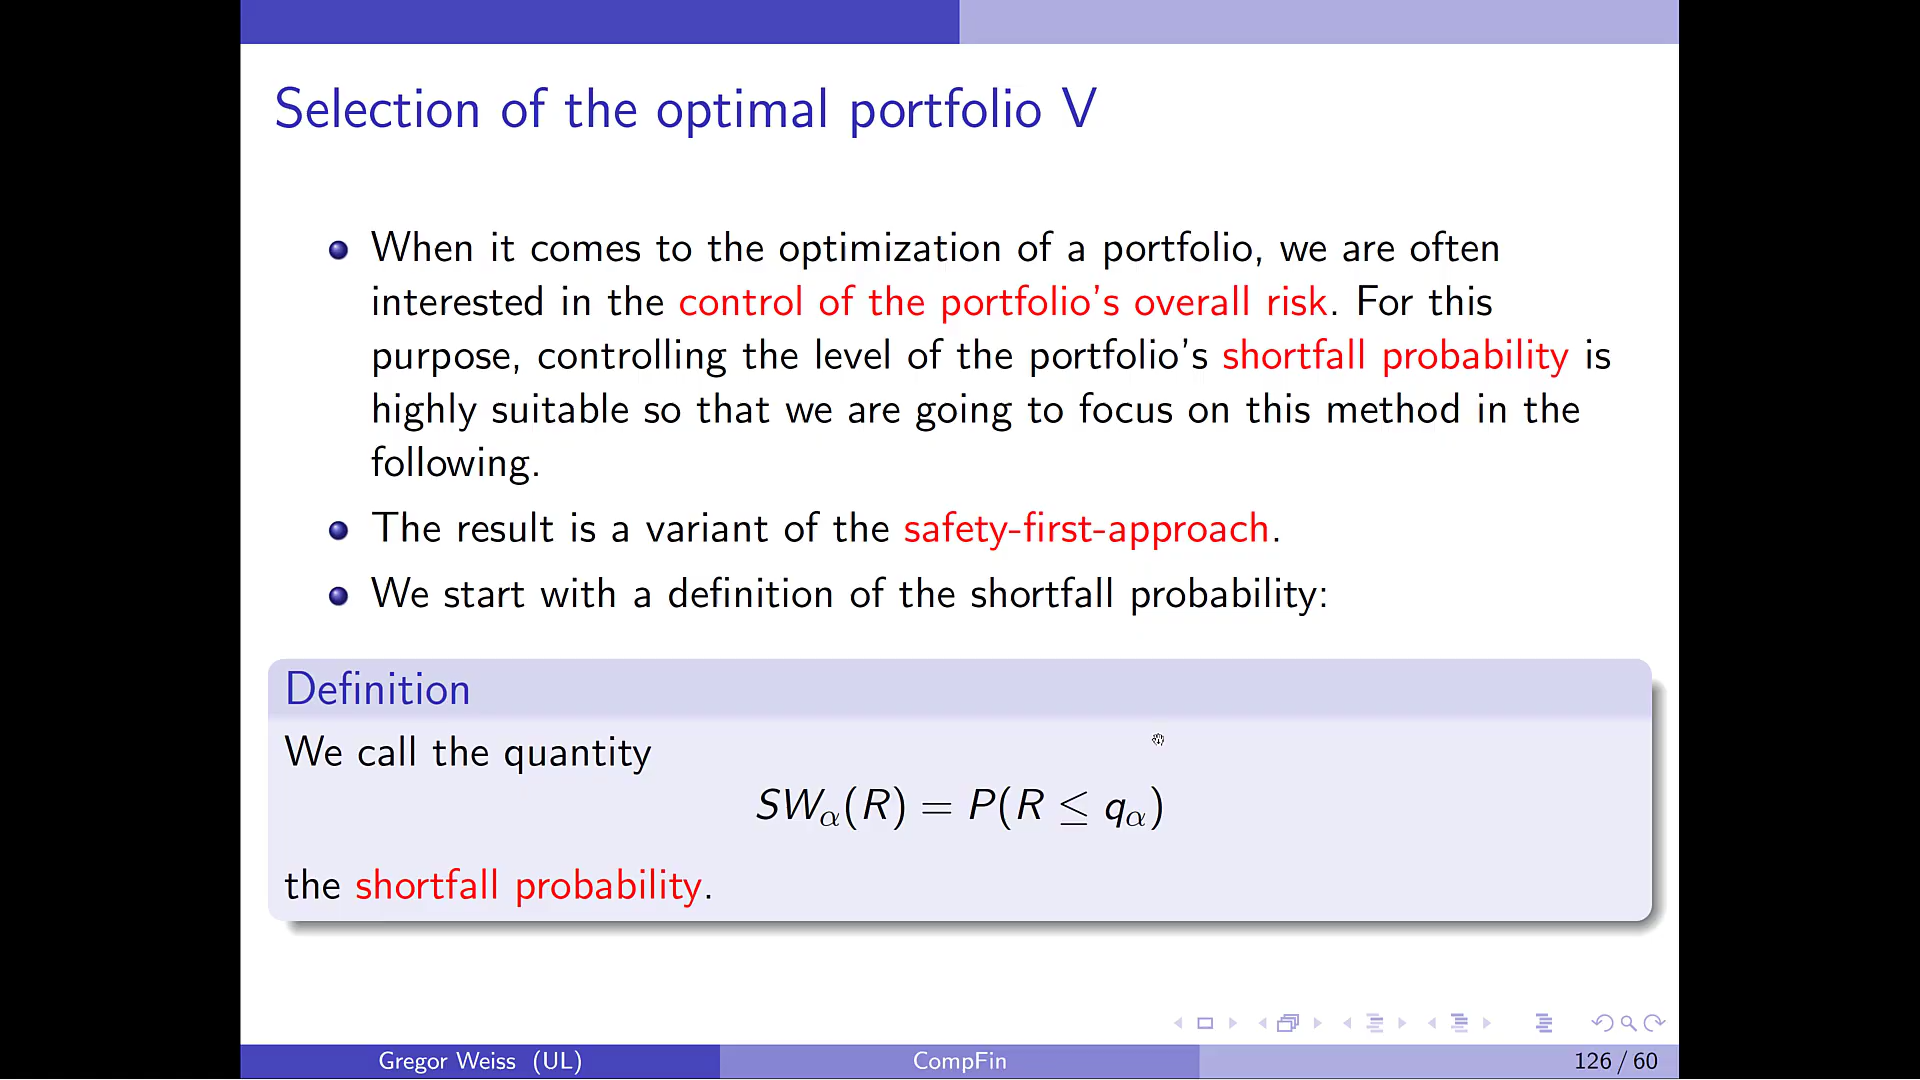 Selection of the optimal portfolio V
When it comes to the optimization of a portfolio, we are often
interested in the control of the portfolio's overall risk. For this
purpose, controlling the level of the portfolio's shortfall probability is
highly suitable so that we are going to focus on this method in the
following.
The result is a variant of the safety-first-approach.
We start with a definition of the shortfall probability:
Definition
We call the quantity
SWα(R) = P(R ≤ qα)
the shortfall probability.
Gregor Weiss (UL)
CompFin
126 / 60